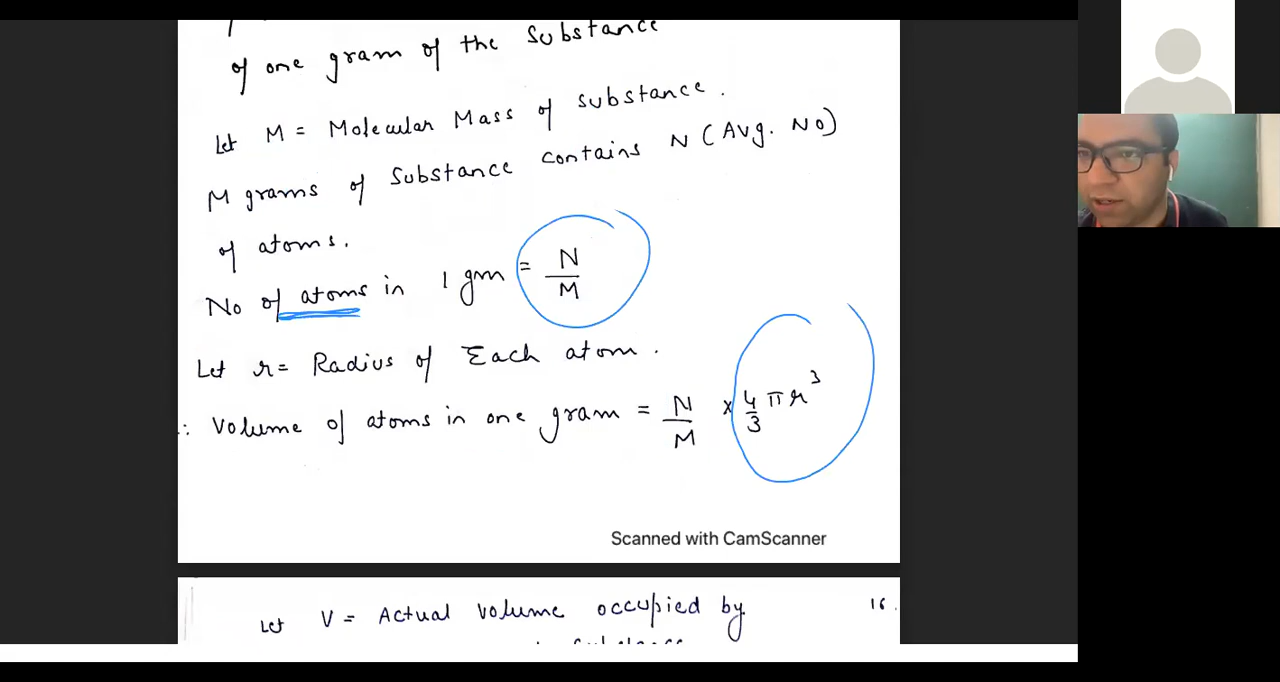 of one gram of the substance
Let M = Molecular Mass of substance.
M grams of substance contains N (Avg. No)
of atoms.
No of atoms in 1 gm = N/M
Let r = Radius of Each atom.
∴ Volume of atoms in one gram = N/M × 4/3 π r³
Scanned with CamScanner
16.
Let V = Actual volume occupied by